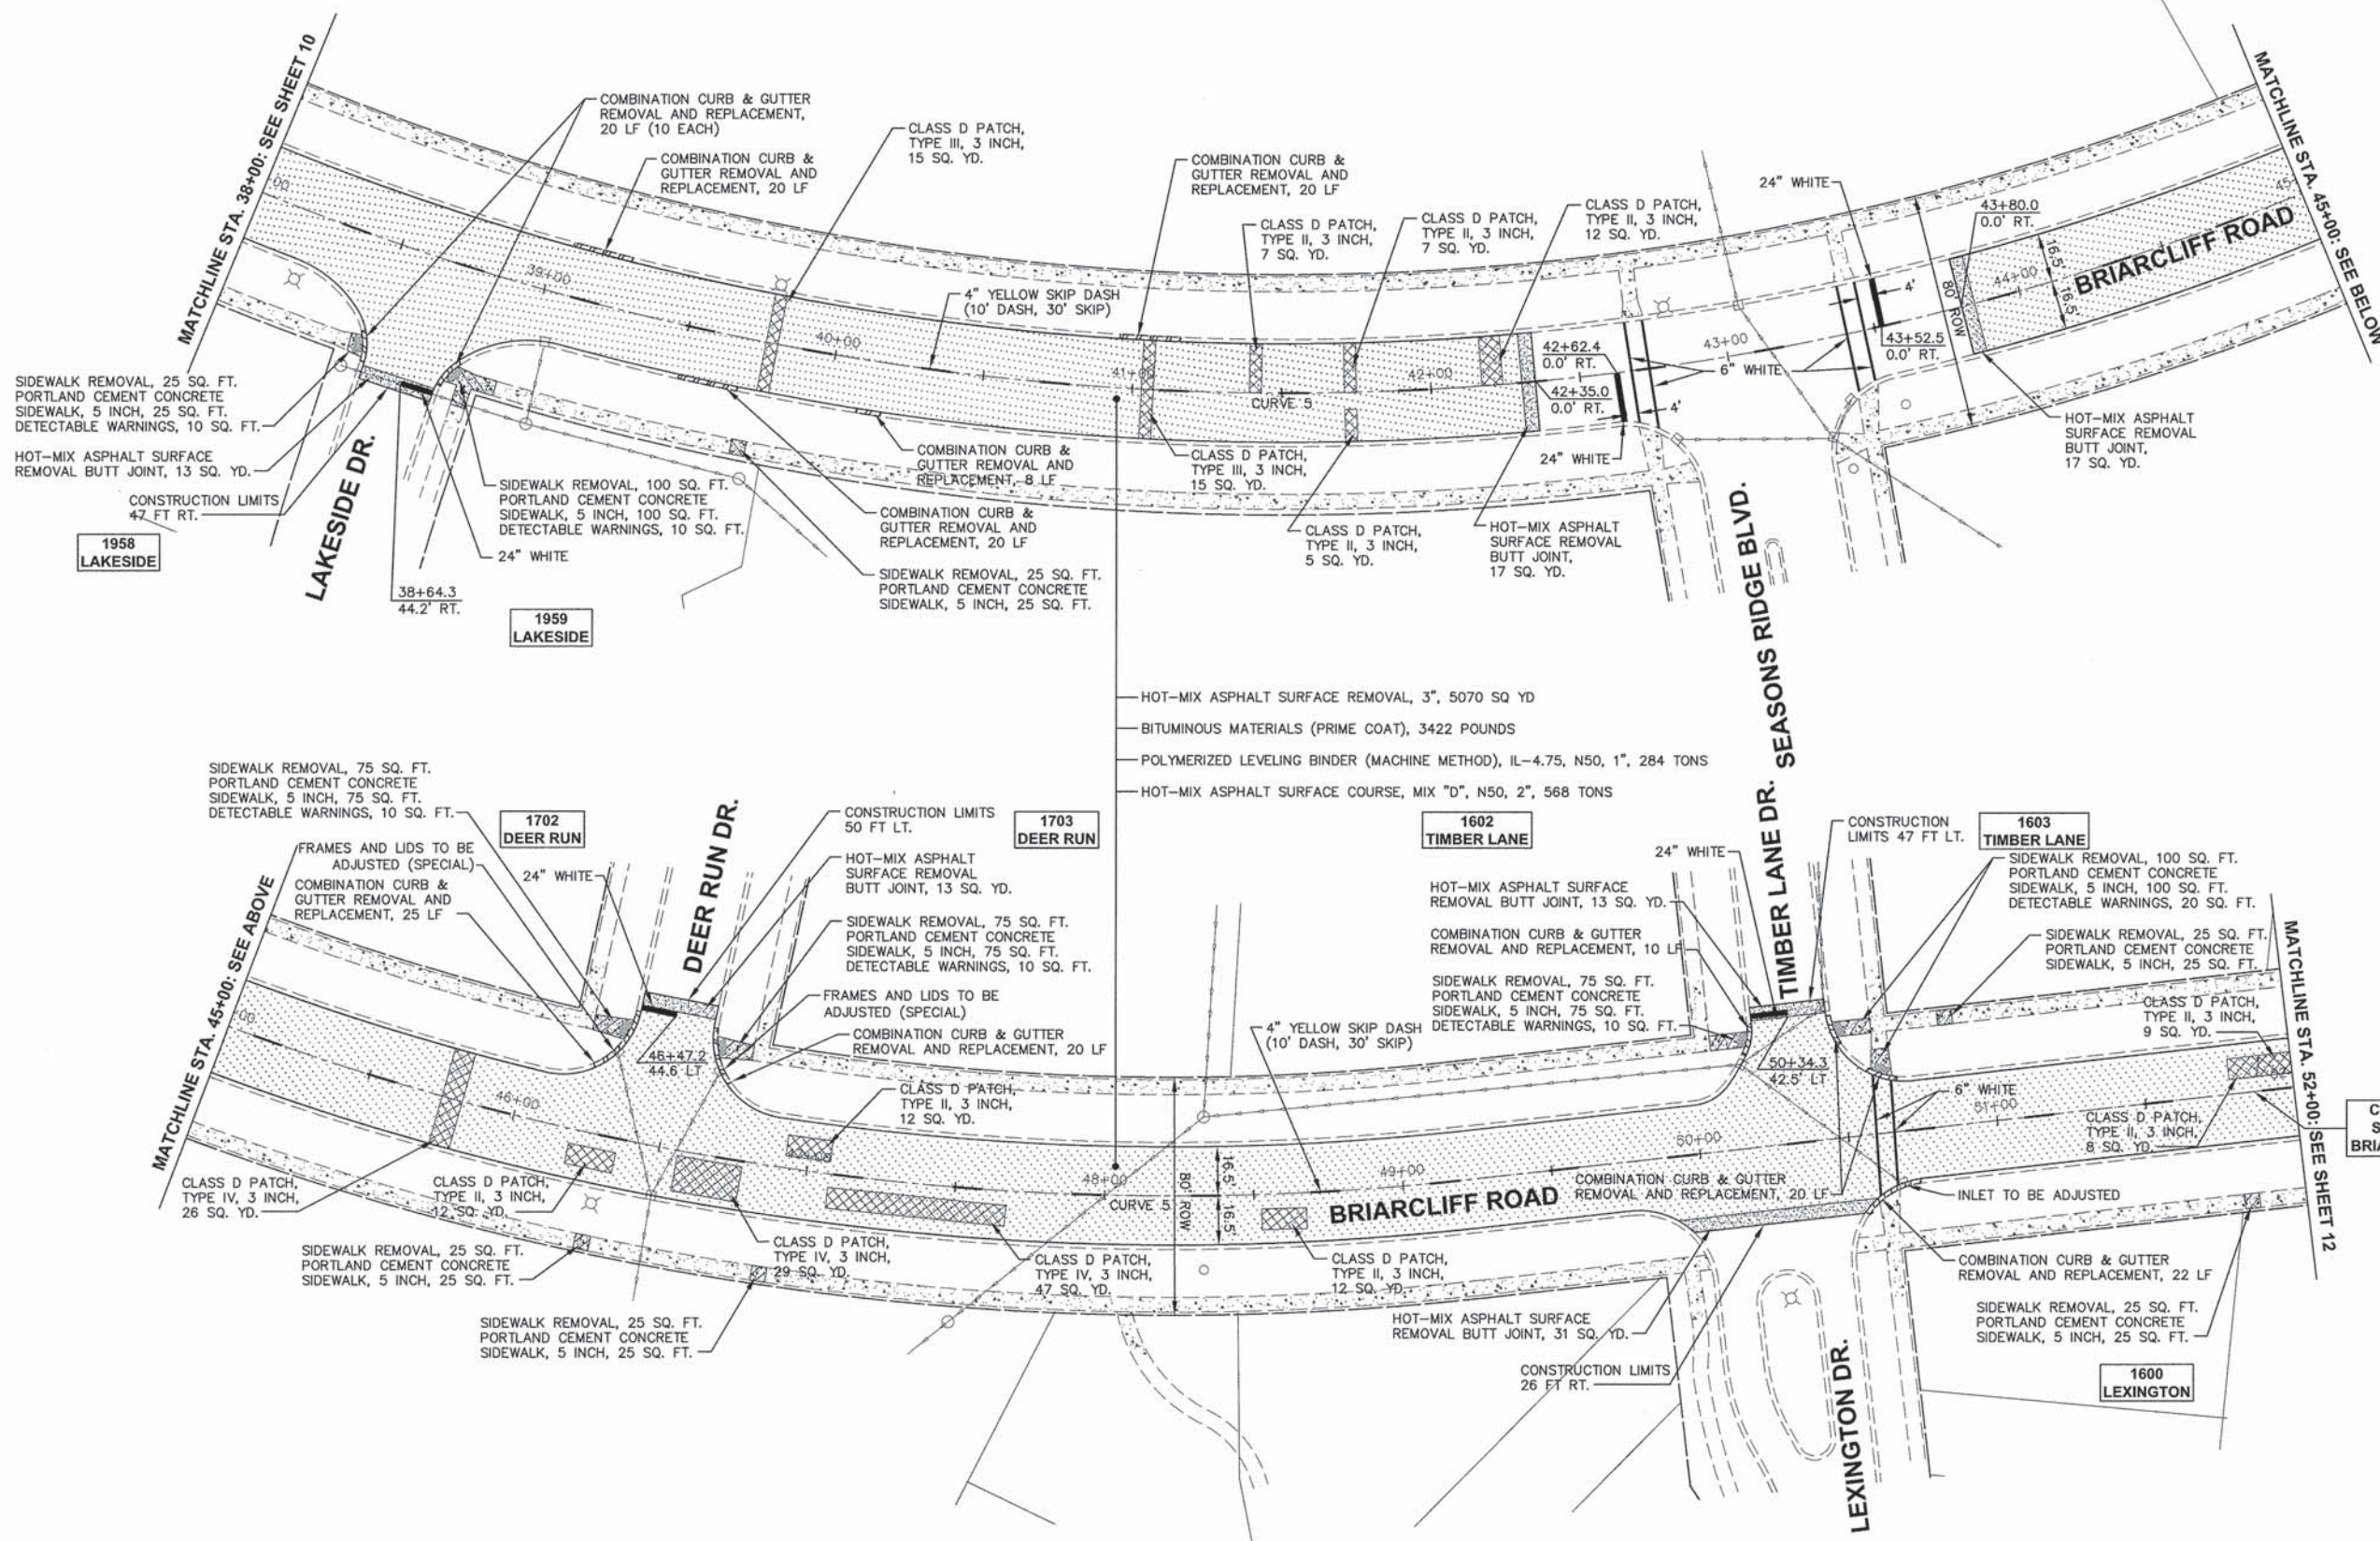 MATCHLINE STA. 38+00: SEE SHEET 10
COMBINATION CURB & GUTTER
REMOVAL AND REPLACEMENT,
20 LF (10 EACH)
COMBINATION CURB &
GUTTER REMOVAL AND
REPLACEMENT, 20 LF
CLASS D PATCH,
TYPE III, 3 INCH,
15 SQ. YD.
COMBINATION CURB &
GUTTER REMOVAL AND
REPLACEMENT, 20 LF
CLASS D PATCH,
TYPE II, 3 INCH,
7 SQ. YD.
CLASS D PATCH,
TYPE II, 3 INCH,
7 SQ. YD.
CLASS D PATCH,
TYPE II, 3 INCH,
12 SQ. YD.
24" WHITE
43+80.0
0.0' RT.
MATCHLINE STA. 45+00: SEE BELOW
BRIARCLIFF ROAD
16.5'
16.5'
80' ROW
44+00
45
00
39+00
40+00
41+00
42+00
43+00
4" YELLOW SKIP DASH
(10' DASH, 30' SKIP)
CURVE 5
42+62.4
0.0' RT.
42+35.0
0.0' RT.
43+52.5
0.0' RT.
6" WHITE
4'
4'
24" WHITE
SIDEWALK REMOVAL, 25 SQ. FT.
PORTLAND CEMENT CONCRETE
SIDEWALK, 5 INCH, 25 SQ. FT.
DETECTABLE WARNINGS, 10 SQ. FT.
HOT-MIX ASPHALT SURFACE
REMOVAL BUTT JOINT, 13 SQ. YD.
CONSTRUCTION LIMITS
47 FT RT.
1958
LAKESIDE
LAKESIDE DR.
38+64.3
44.2' RT.
SIDEWALK REMOVAL, 100 SQ. FT.
PORTLAND CEMENT CONCRETE
SIDEWALK, 5 INCH, 100 SQ. FT.
DETECTABLE WARNINGS, 10 SQ. FT.
24" WHITE
1959
LAKESIDE
COMBINATION CURB &
GUTTER REMOVAL AND
REPLACEMENT, 8 LF
COMBINATION CURB &
GUTTER REMOVAL AND
REPLACEMENT, 20 LF
SIDEWALK REMOVAL, 25 SQ. FT.
PORTLAND CEMENT CONCRETE
SIDEWALK, 5 INCH, 25 SQ. FT.
CLASS D PATCH,
TYPE III, 3 INCH,
15 SQ. YD.
CLASS D PATCH,
TYPE II, 3 INCH,
5 SQ. YD.
HOT-MIX ASPHALT
SURFACE REMOVAL
BUTT JOINT,
17 SQ. YD.
HOT-MIX ASPHALT
SURFACE REMOVAL
BUTT JOINT,
17 SQ. YD.
SEASONS RIDGE BLVD.
HOT-MIX ASPHALT SURFACE REMOVAL, 3", 5070 SQ YD
BITUMINOUS MATERIALS (PRIME COAT), 3422 POUNDS
POLYMERIZED LEVELING BINDER (MACHINE METHOD), IL-4.75, N50, 1", 284 TONS
HOT-MIX ASPHALT SURFACE COURSE, MIX "D", N50, 2", 568 TONS
SIDEWALK REMOVAL, 75 SQ. FT.
PORTLAND CEMENT CONCRETE
SIDEWALK, 5 INCH, 75 SQ. FT.
DETECTABLE WARNINGS, 10 SQ. FT.
FRAMES AND LIDS TO BE
ADJUSTED (SPECIAL)
COMBINATION CURB &
GUTTER REMOVAL AND
REPLACEMENT, 25 LF
MATCHLINE STA. 45+00: SEE ABOVE
1702
DEER RUN
24" WHITE
DEER RUN DR.
CONSTRUCTION LIMITS
50 FT LT.
1703
DEER RUN
HOT-MIX ASPHALT
SURFACE REMOVAL
BUTT JOINT, 13 SQ. YD.
SIDEWALK REMOVAL, 75 SQ. FT.
PORTLAND CEMENT CONCRETE
SIDEWALK, 5 INCH, 75 SQ. FT.
DETECTABLE WARNINGS, 10 SQ. FT.
FRAMES AND LIDS TO BE
ADJUSTED (SPECIAL)
COMBINATION CURB & GUTTER
REMOVAL AND REPLACEMENT, 20 LF
CLASS D PATCH,
TYPE II, 3 INCH,
12 SQ. YD.
46+47.2
44.6' LT
00
46+00
48+00
49+00
50+00
51+00
1602
TIMBER LANE
24" WHITE
TIMBER LANE DR.
CONSTRUCTION
LIMITS 47 FT LT.
1603
TIMBER LANE
HOT-MIX ASPHALT SURFACE
REMOVAL BUTT JOINT, 13 SQ. YD.
COMBINATION CURB & GUTTER
REMOVAL AND REPLACEMENT, 10 LF
SIDEWALK REMOVAL, 75 SQ. FT.
PORTLAND CEMENT CONCRETE
SIDEWALK, 5 INCH, 75 SQ. FT.
DETECTABLE WARNINGS, 10 SQ. FT.
4" YELLOW SKIP DASH
(10' DASH, 30' SKIP)
SIDEWALK REMOVAL, 100 SQ. FT.
PORTLAND CEMENT CONCRETE
SIDEWALK, 5 INCH, 100 SQ. FT.
DETECTABLE WARNINGS, 20 SQ. FT.
SIDEWALK REMOVAL, 25 SQ. FT.
PORTLAND CEMENT CONCRETE
SIDEWALK, 5 INCH, 25 SQ. FT.
CLASS D PATCH,
TYPE II, 3 INCH,
9 SQ. YD.
MATCHLINE STA. 52+00: SEE SHEET 12
50+34.3
42.5' LT
6" WHITE
CLASS D PATCH,
TYPE II, 3 INCH,
8 SQ. YD.
C
S
BRIA
CLASS D PATCH,
TYPE IV, 3 INCH,
26 SQ. YD.
CLASS D PATCH,
TYPE II, 3 INCH,
12 SQ. YD.
SIDEWALK REMOVAL, 25 SQ. FT.
PORTLAND CEMENT CONCRETE
SIDEWALK, 5 INCH, 25 SQ. FT.
SIDEWALK REMOVAL, 25 SQ. FT.
PORTLAND CEMENT CONCRETE
SIDEWALK, 5 INCH, 25 SQ. FT.
CLASS D PATCH,
TYPE IV, 3 INCH,
29 SQ. YD.
CLASS D PATCH,
TYPE IV, 3 INCH,
47 SQ. YD.
CURVE 5
80' ROW
16.5'
16.5'
BRIARCLIFF ROAD
CLASS D PATCH,
TYPE II, 3 INCH,
12 SQ. YD.
COMBINATION CURB & GUTTER
REMOVAL AND REPLACEMENT, 20 LF
INLET TO BE ADJUSTED
HOT-MIX ASPHALT SURFACE
REMOVAL BUTT JOINT, 31 SQ. YD.
CONSTRUCTION LIMITS
26 FT RT.
COMBINATION CURB & GUTTER
REMOVAL AND REPLACEMENT, 22 LF
SIDEWALK REMOVAL, 25 SQ. FT.
PORTLAND CEMENT CONCRETE
SIDEWALK, 5 INCH, 25 SQ. FT.
LEXINGTON DR.
1600
LEXINGTON